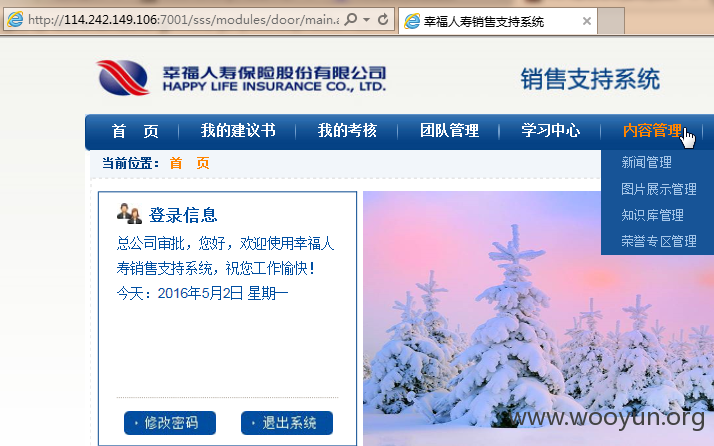 http://114.242.149.106:7001/sss/modules/door/main.a
幸福人寿销售支持系统
幸福人寿保险股份有限公司
HAPPY LIFE INSURANCE CO., LTD.
销售支持系统
首 页 我的建议书 我的考核 团队管理 学习中心 内容管理
新闻管理
图片展示管理
知识库管理
荣誉专区管理
当前位置: 首 页
登录信息
总公司审批，您好，欢迎使用幸福人
寿销售支持系统，祝您工作愉快！
今天：2016年5月2日 星期一
修改密码 退出系统
www.wooyun.org